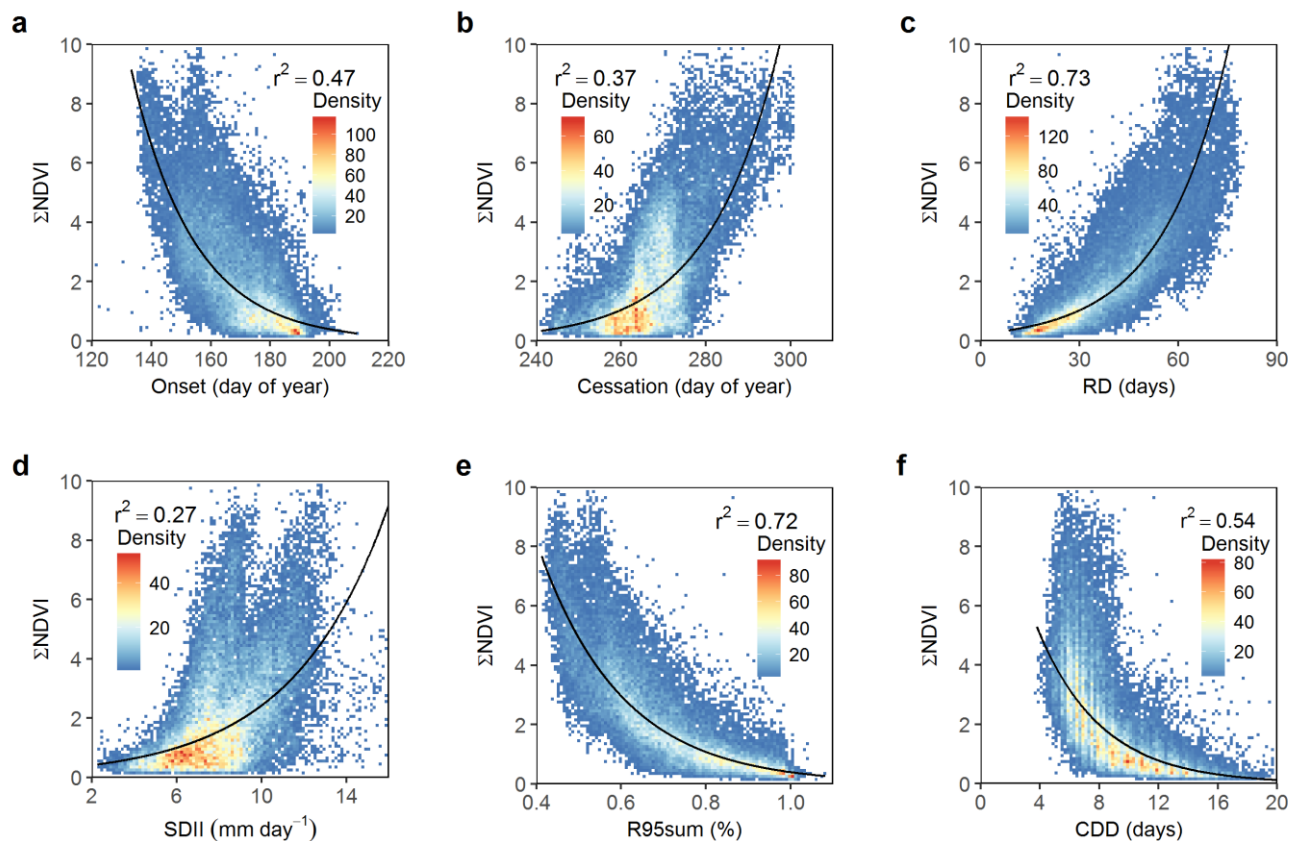 a
10
8
6
4
2
0
ΣNDVI
r² = 0.47
Density
100
80
60
40
20
120 140 160 180 200 220
Onset (day of year)
b
10
8
6
4
2
0
ΣNDVI
r² = 0.37
Density
60
40
20
240 260 280 300
Cessation (day of year)
c
10
8
6
4
2
0
ΣNDVI
r² = 0.73
Density
120
80
40
0 30 60 90
RD (days)
d
10
8
6
4
2
0
ΣNDVI
r² = 0.27
Density
40
20
2 6 10 14
SDII (mm day⁻¹)
e
10
8
6
4
2
0
ΣNDVI
r² = 0.72
Density
80
60
40
20
0.4 0.6 0.8 1.0
R95sum (%)
f
10
8
6
4
2
0
ΣNDVI
r² = 0.54
Density
80
60
40
20
0 4 8 12 16 20
CDD (days)